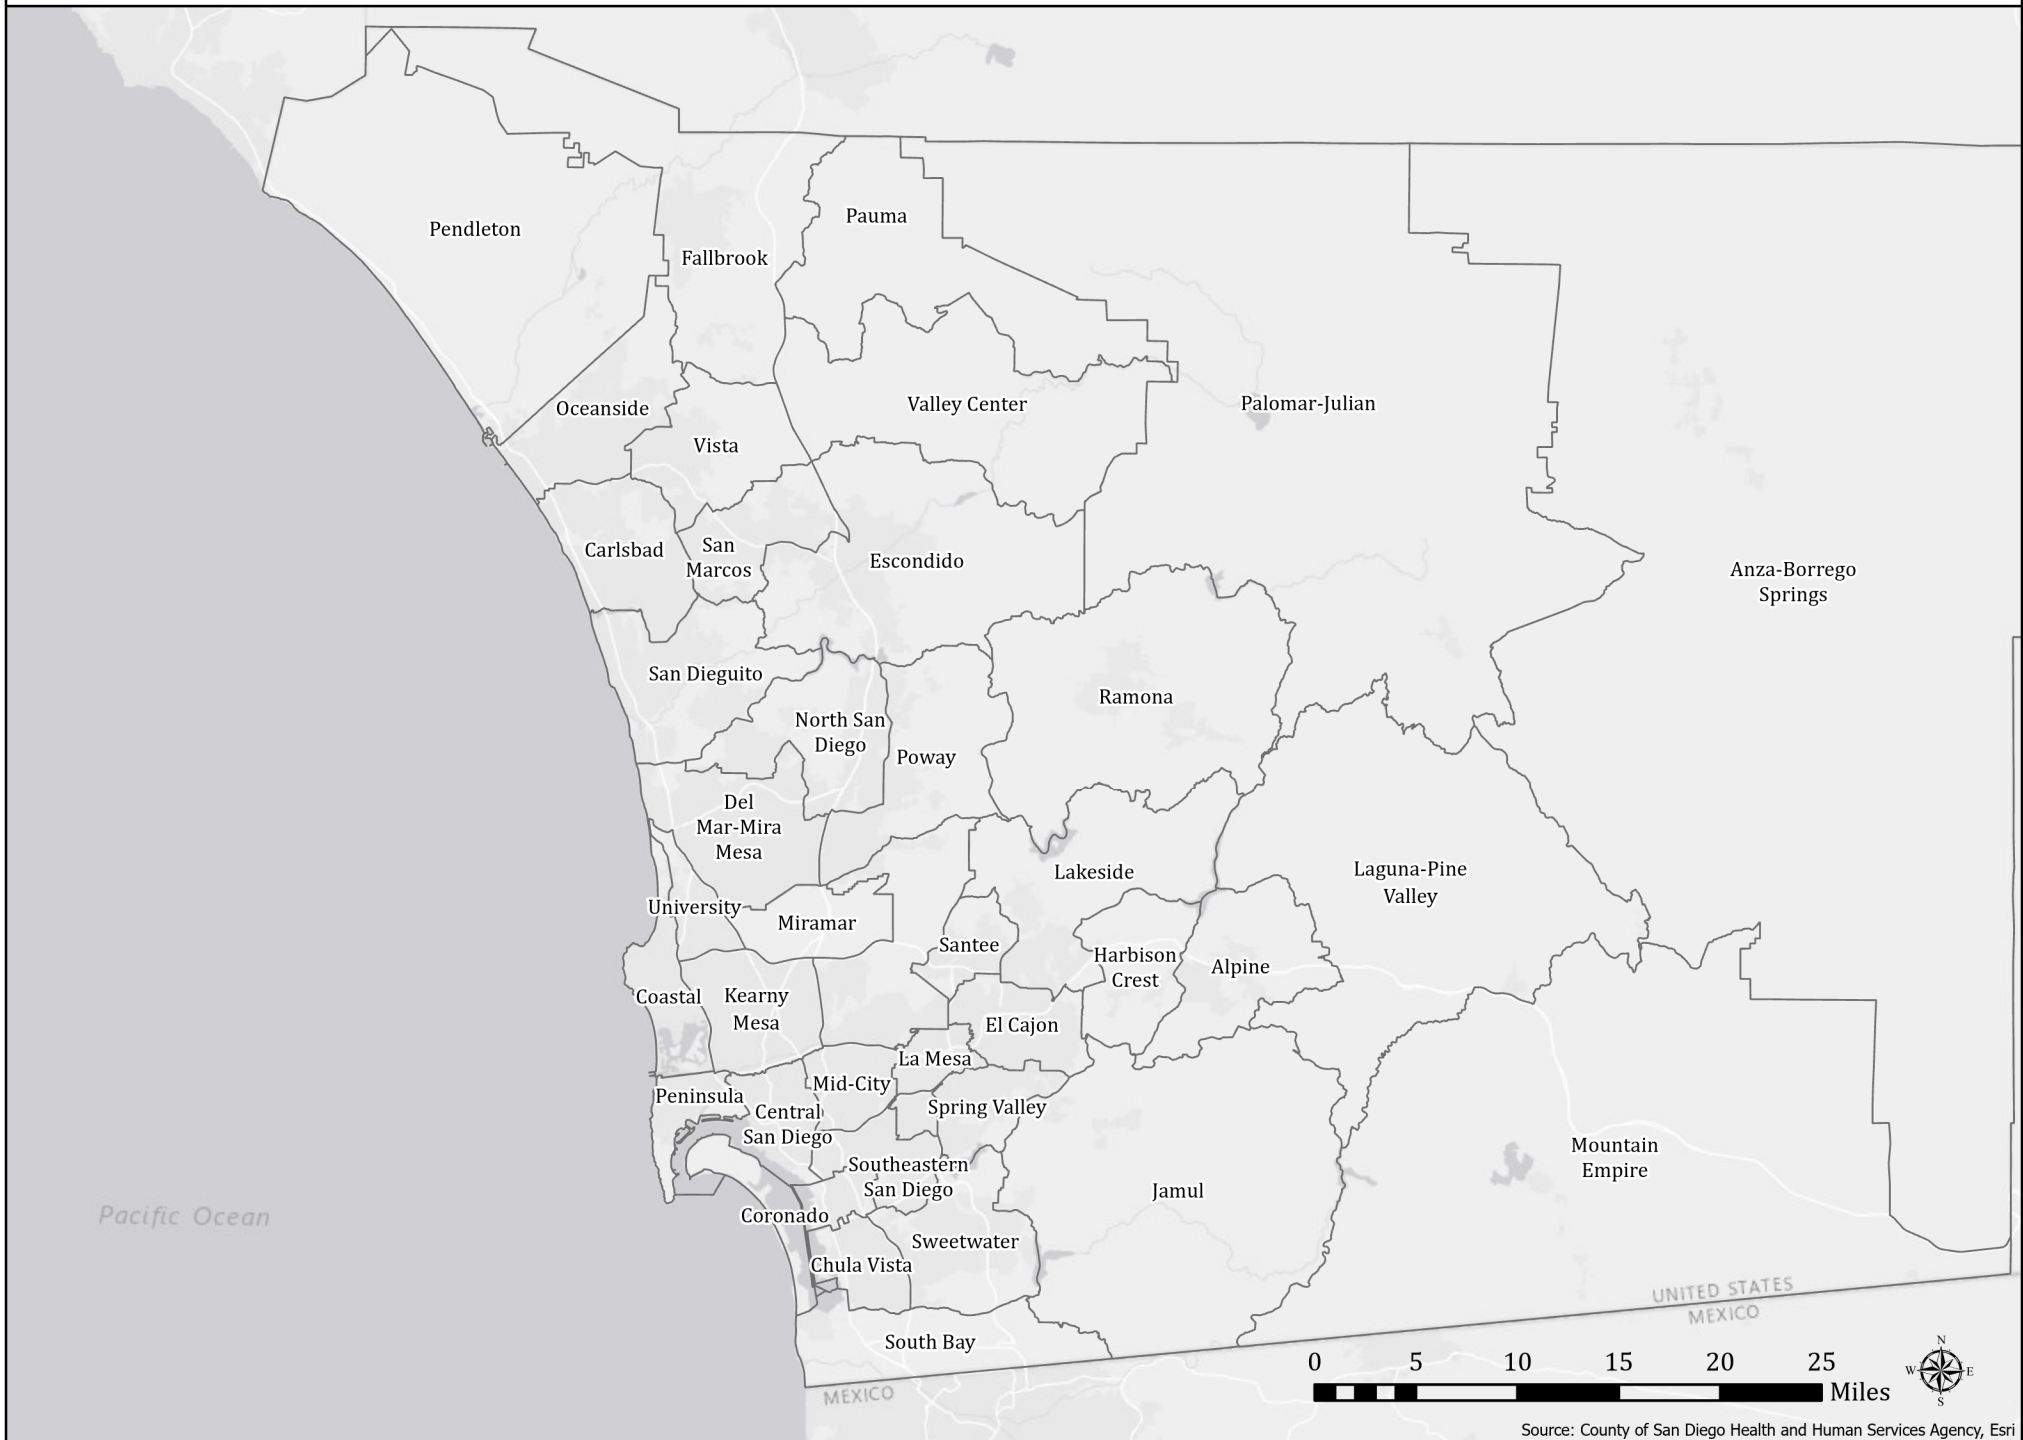 Pendleton
Pauma
Fallbrook
Oceanside
Valley Center
Palomar-Julian
Vista
Carlsbad
San
Marcos
Escondido
Anza-Borrego
Springs
San Dieguito
Ramona
North San
Diego
Poway
Del
Mar-Mira
Mesa
Lakeside
Laguna-Pine
Valley
University
Miramar
Santee
Harbison
Crest
Alpine
Coastal
Kearny
Mesa
El Cajon
La Mesa
Mid-City
Peninsula
Central
San Diego
Spring Valley
Mountain
Empire
Southeastern
San Diego
Jamul
Pacific Ocean
Coronado
Sweetwater
Chula Vista
UNITED STATES
MEXICO
South Bay
MEXICO
0 5 10 15 20 25
Miles
N
W E
S
Source: County of San Diego Health and Human Services Agency, Esri